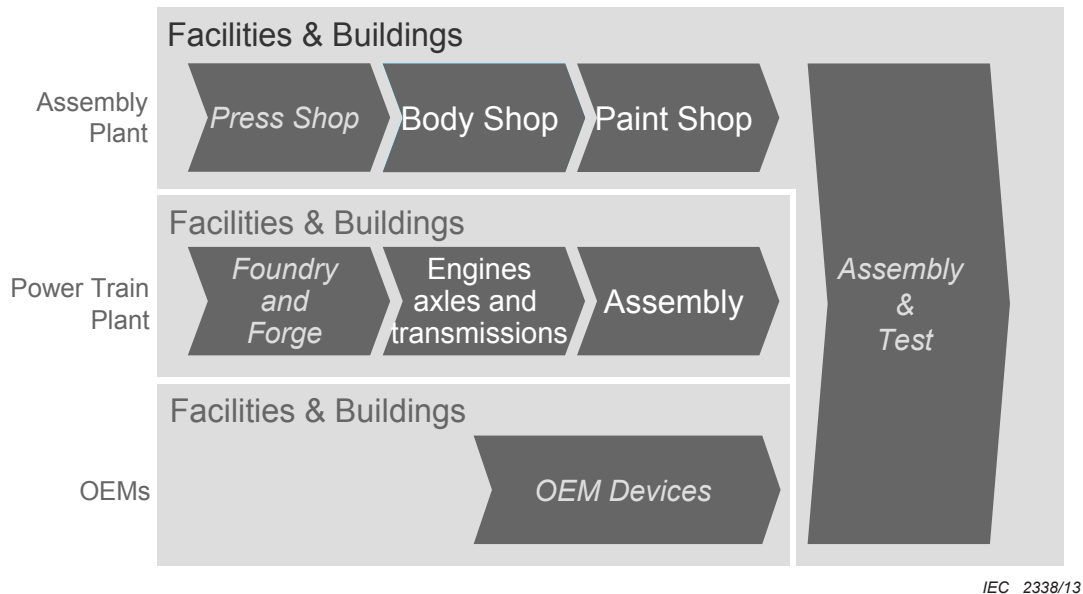 Facilities & Buildings
Assembly
Plant
Press Shop
Body Shop
Paint Shop
Facilities & Buildings
Power Train
Plant
Foundry
and
Forge
Engines
axles and
transmissions
Assembly
Assembly
&
Test
Facilities & Buildings
OEMs
OEM Devices
IEC 2338/13